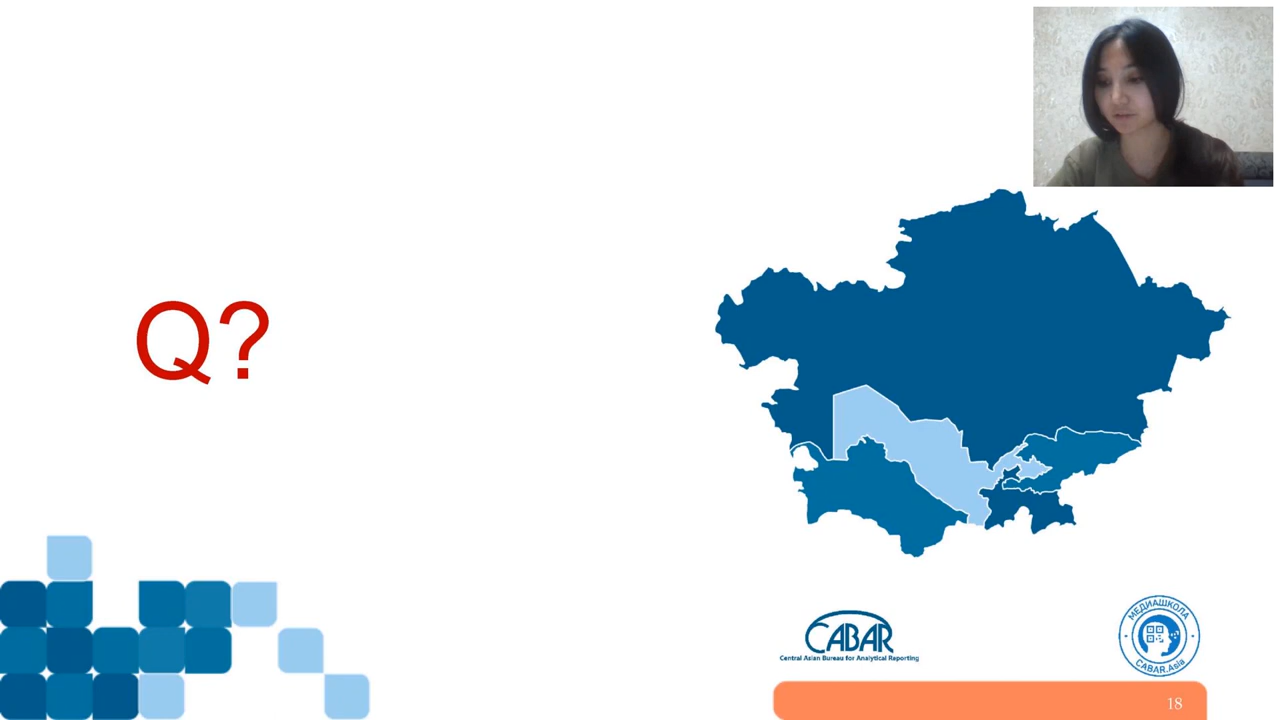 Q?
CABAR
Central Asian Bureau for Analytical Reporting
МЕДИАШКОЛА
CABAR.Asia
18